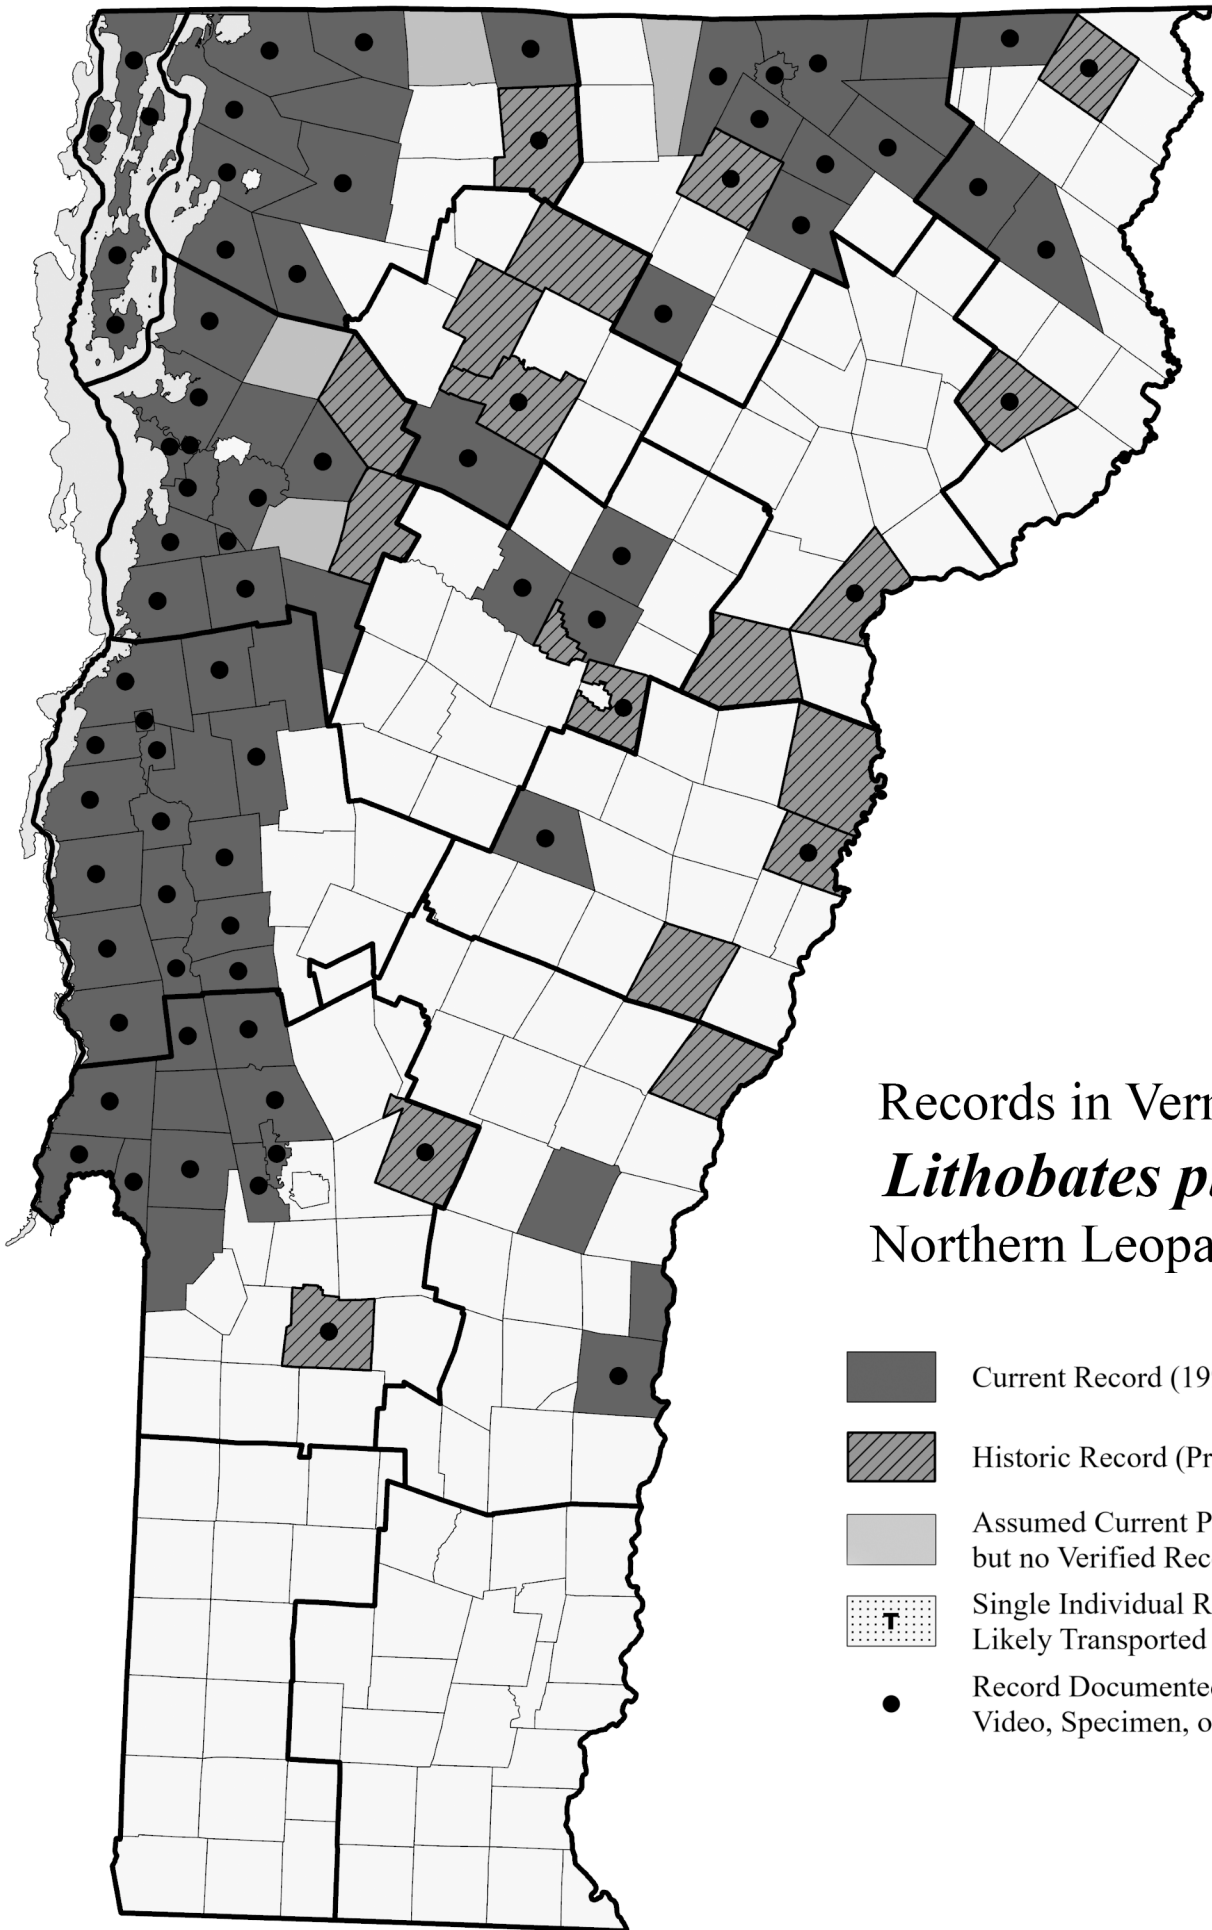 Records in Ver
Lithobates p
Northern Leopa
Current Record (19
Historic Record (Pr
Assumed Current P
but no Verified Rec
T
Single Individual R
Likely Transported
Record Documente
Video, Specimen, o